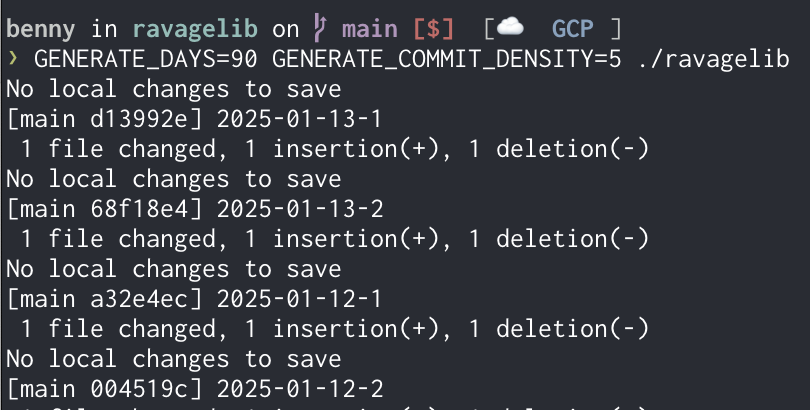 benny in ravagelib on main [$] [☁️ GCP ]
❯ GENERATE_DAYS=90 GENERATE_COMMIT_DENSITY=5 ./ravagelib
No local changes to save
[main d13992e] 2025-01-13-1
1 file changed, 1 insertion(+), 1 deletion(-)
No local changes to save
[main 68f18e4] 2025-01-13-2
1 file changed, 1 insertion(+), 1 deletion(-)
No local changes to save
[main a32e4ec] 2025-01-12-1
1 file changed, 1 insertion(+), 1 deletion(-)
No local changes to save
[main 004519c] 2025-01-12-2